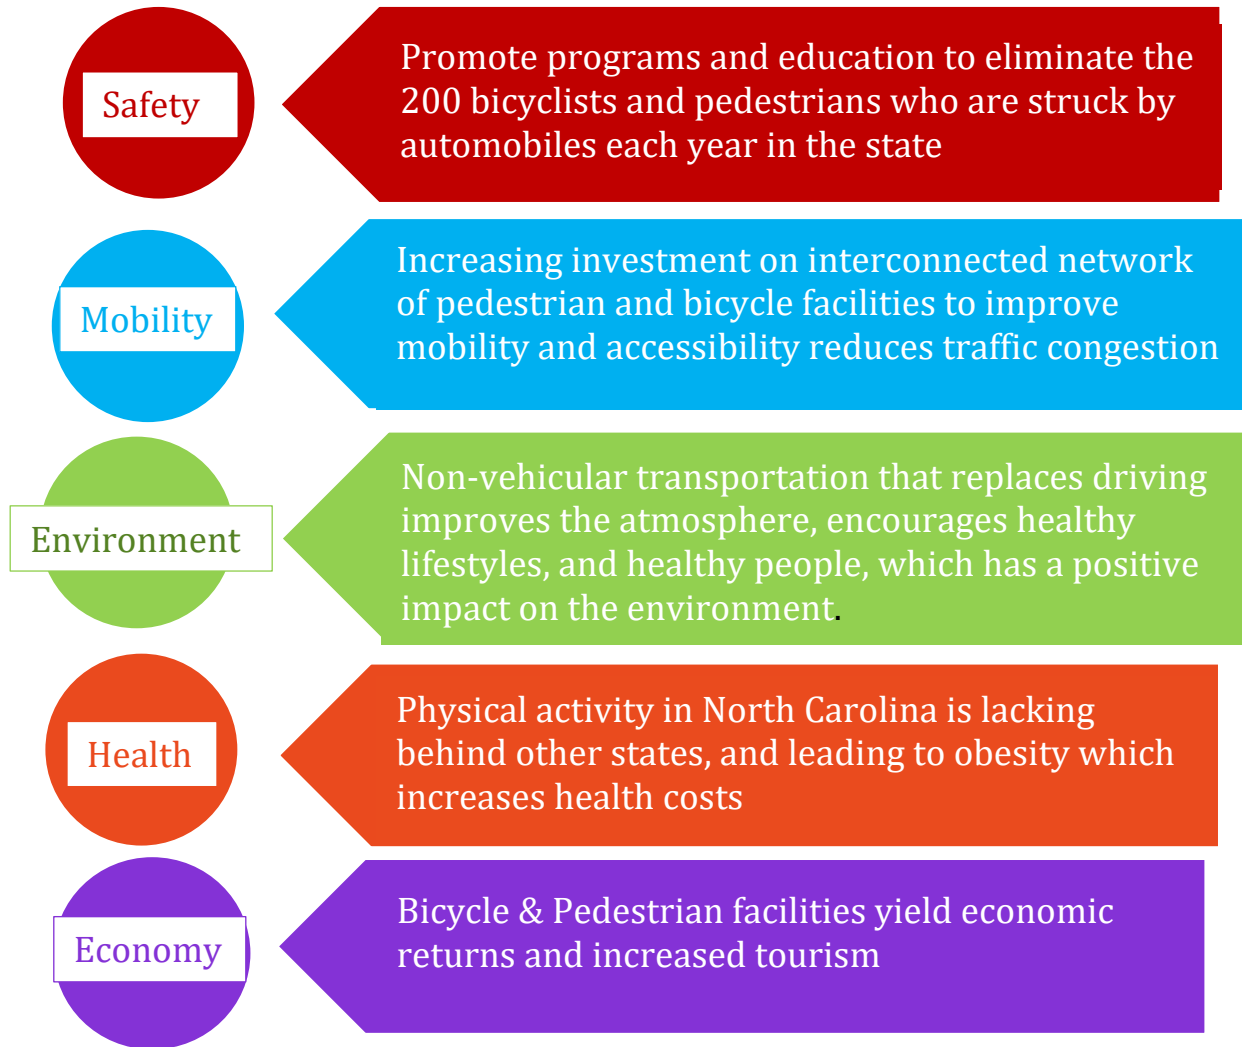 Safety
Promote programs and education to eliminate the
200 bicyclists and pedestrians who are struck by
automobiles each year in the state
Mobility
Increasing investment on interconnected network
of pedestrian and bicycle facilities to improve
mobility and accessibility reduces traffic congestion
Environment
Non-vehicular transportation that replaces driving
improves the atmosphere, encourages healthy
lifestyles, and healthy people, which has a positive
impact on the environment.
Health
Physical activity in North Carolina is lacking
behind other states, and leading to obesity which
increases health costs
Economy
Bicycle & Pedestrian facilities yield economic
returns and increased tourism